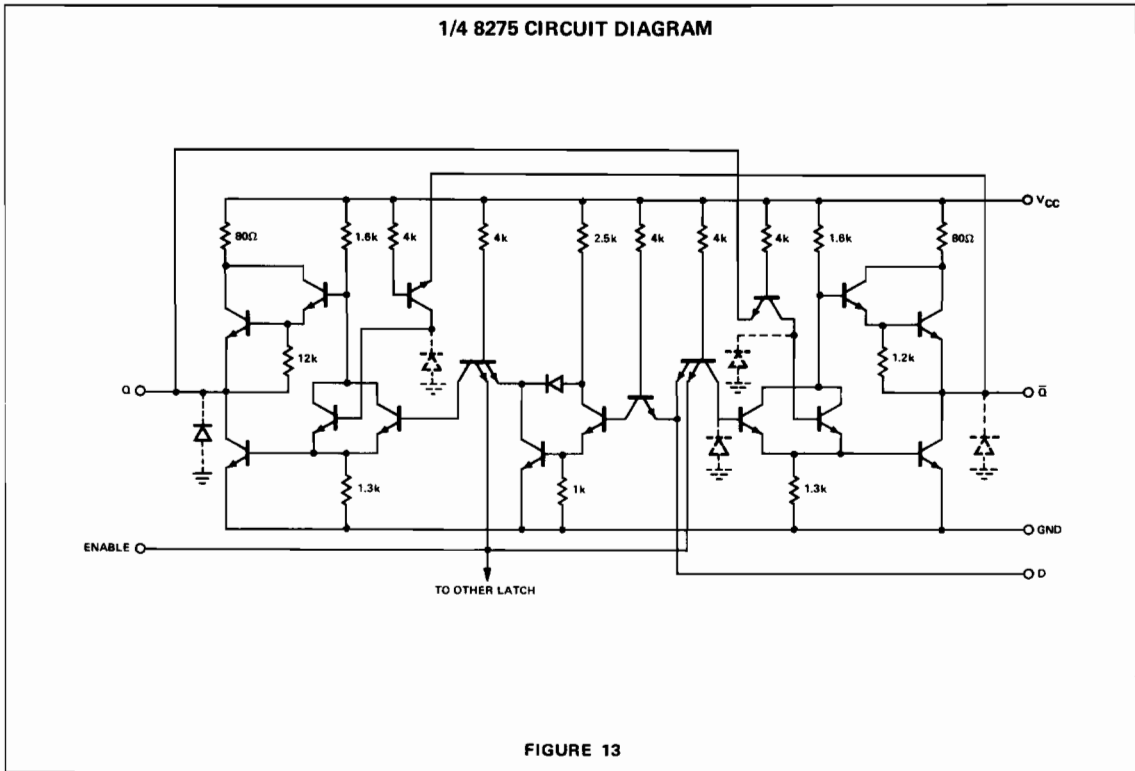 1/4 8275 CIRCUIT DIAGRAM
VCC
80Ω
1.6k
4k
4k
2.5k
4k
4k
4k
1.6k
80Ω
12k
1.2k
Q
Q̄
1.3k
1k
1.3k
GND
ENABLE
D
TO OTHER LATCH
FIGURE 13